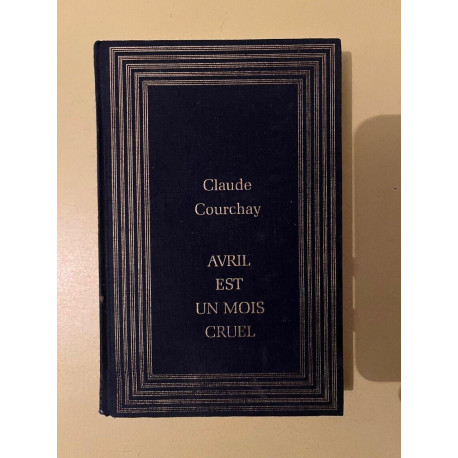 Claude
Courchay
AVRIL
EST
UN MOIS
CRUEL